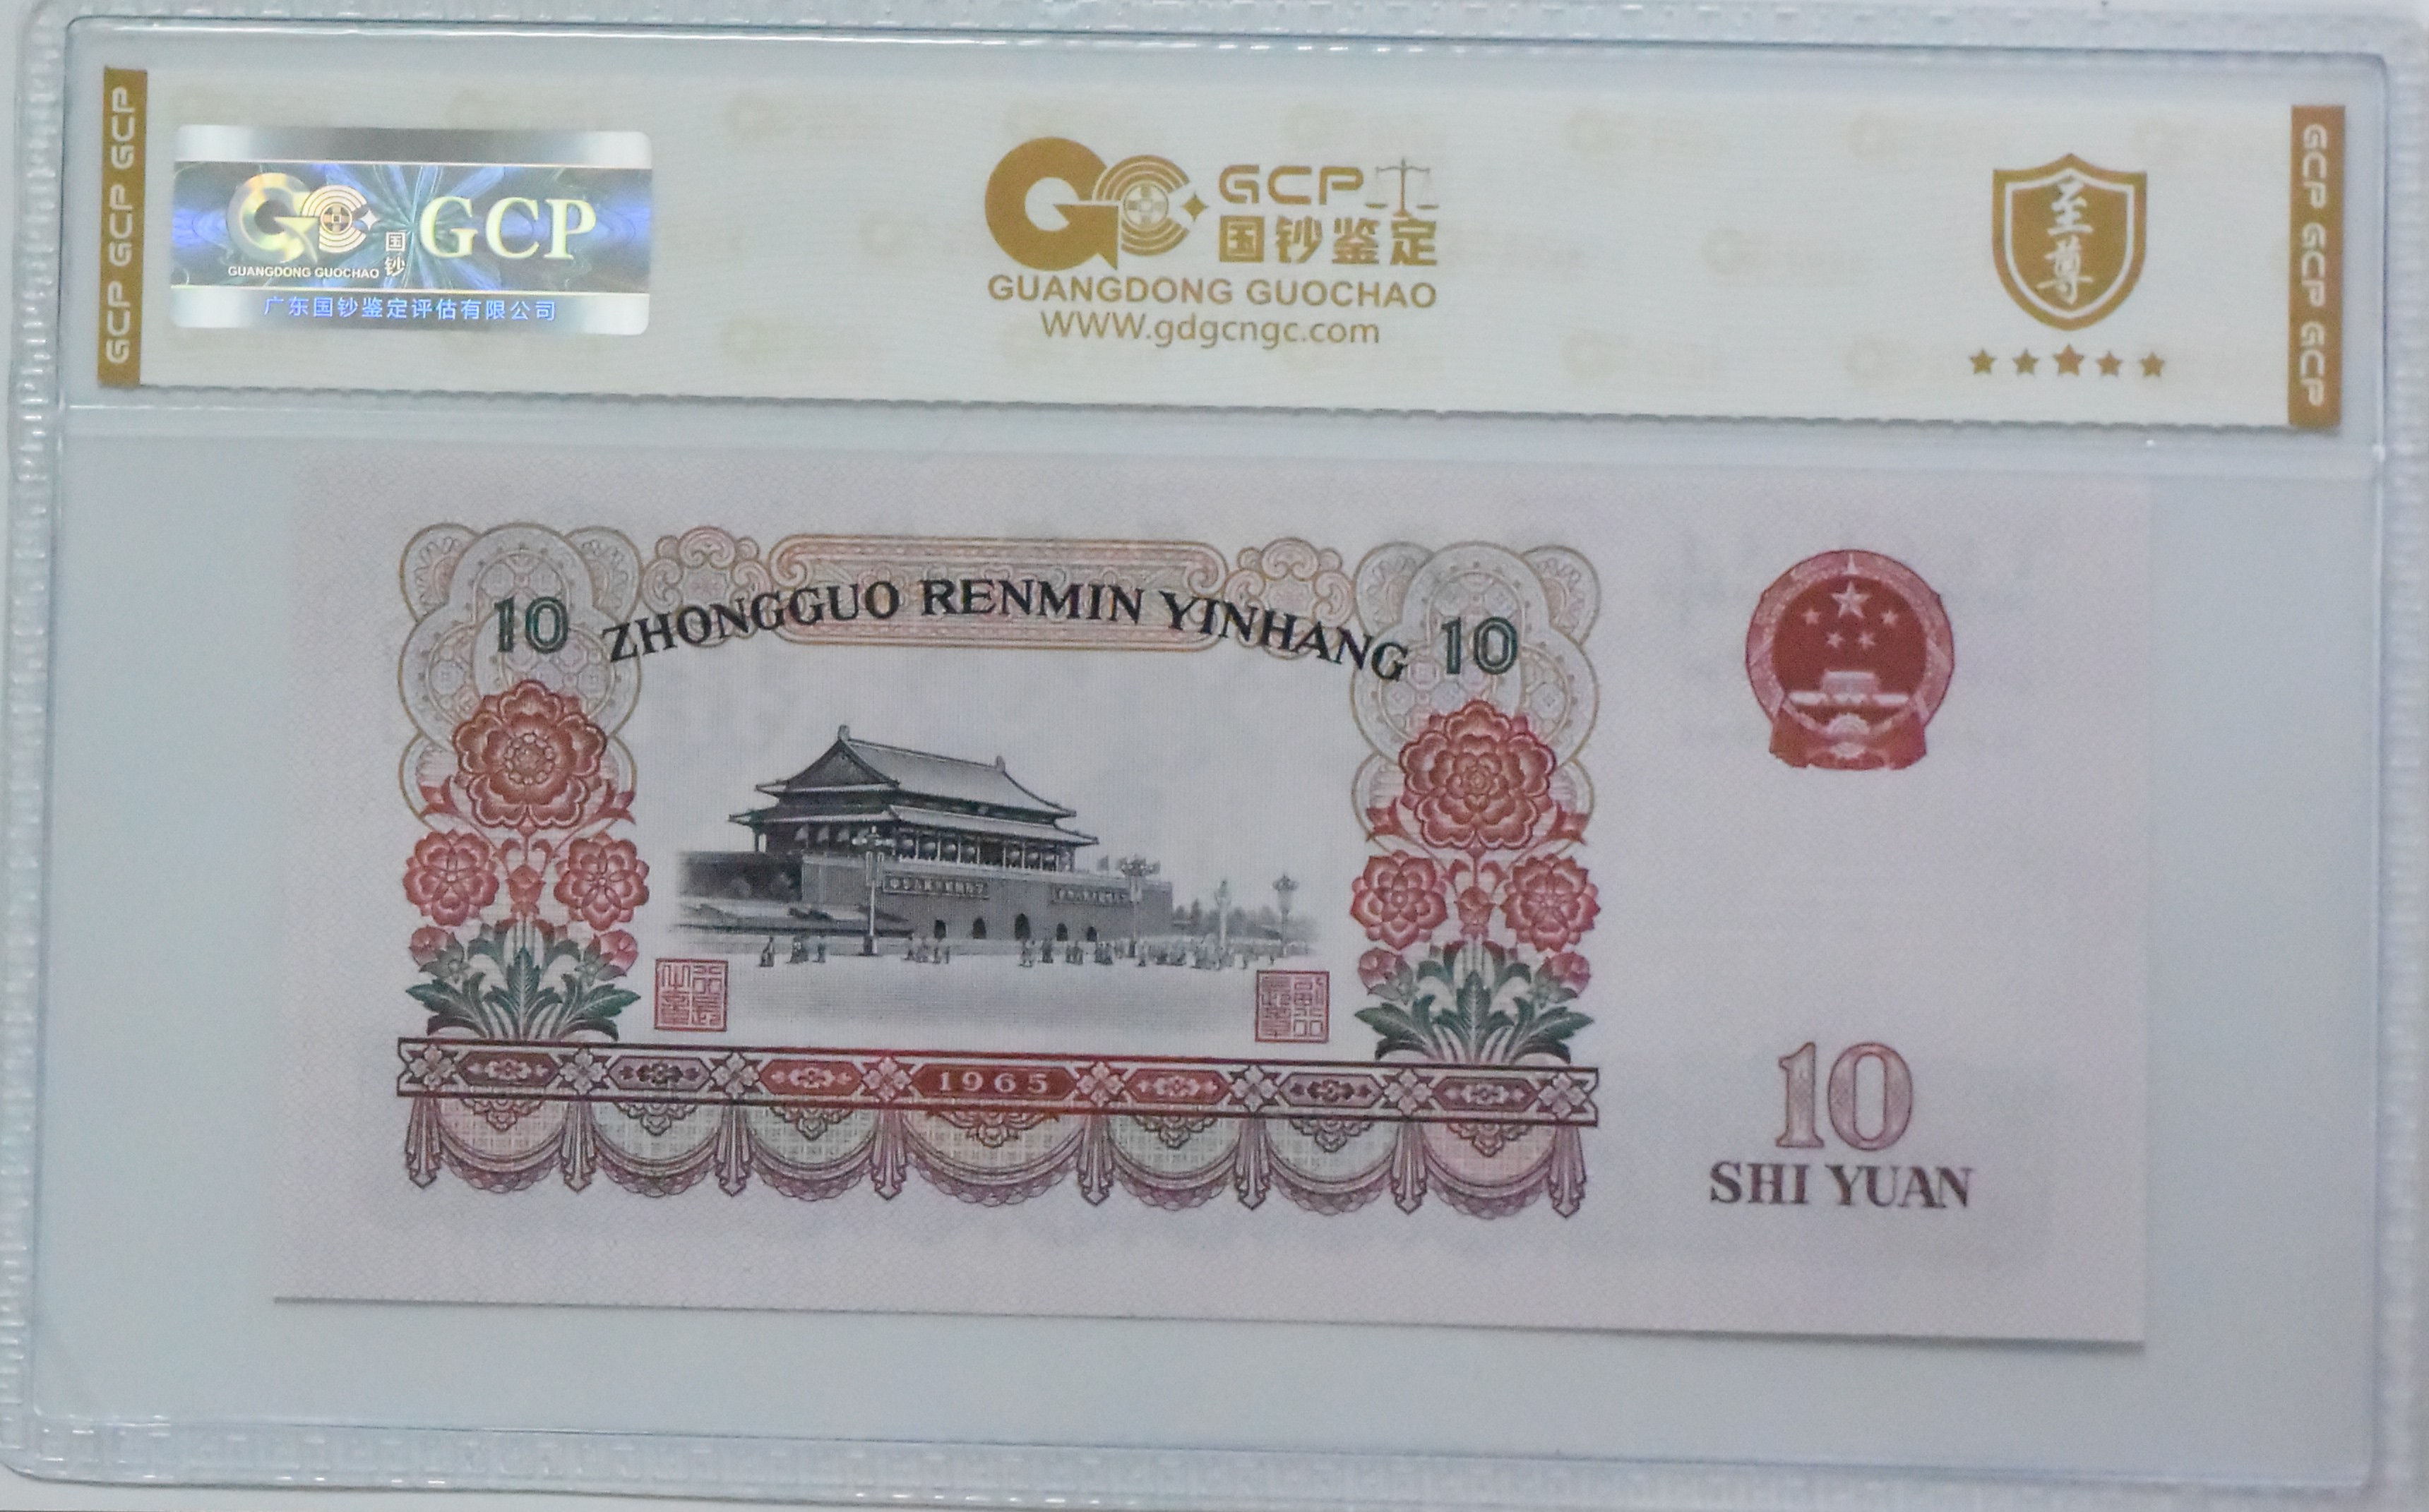 GCP GCP GCP
国钞
GCP
GUANGDONG GUOCHAO
广东国钞鉴定评估有限公司
GCP
国钞鉴定
GUANGDONG GUOCHAO
WWW.gdgcngc.com
至尊
GCP GCP GCP
10 ZHONGGUO RENMIN YINHANG 10
1965
10
SHI YUAN